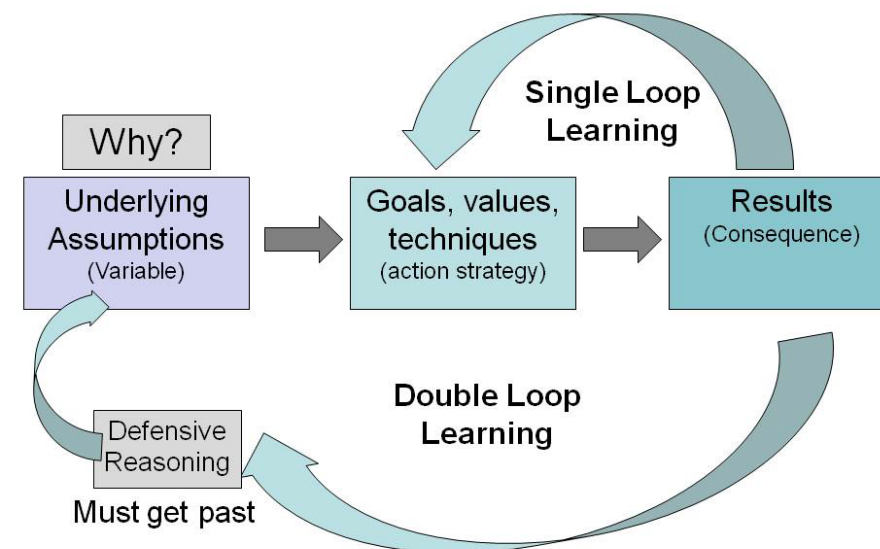 Single Loop
Learning
Why?
Underlying
Assumptions
(Variable)
Goals, values,
techniques
(action strategy)
Results
(Consequence)
Double Loop
Learning
Defensive
Reasoning
Must get past